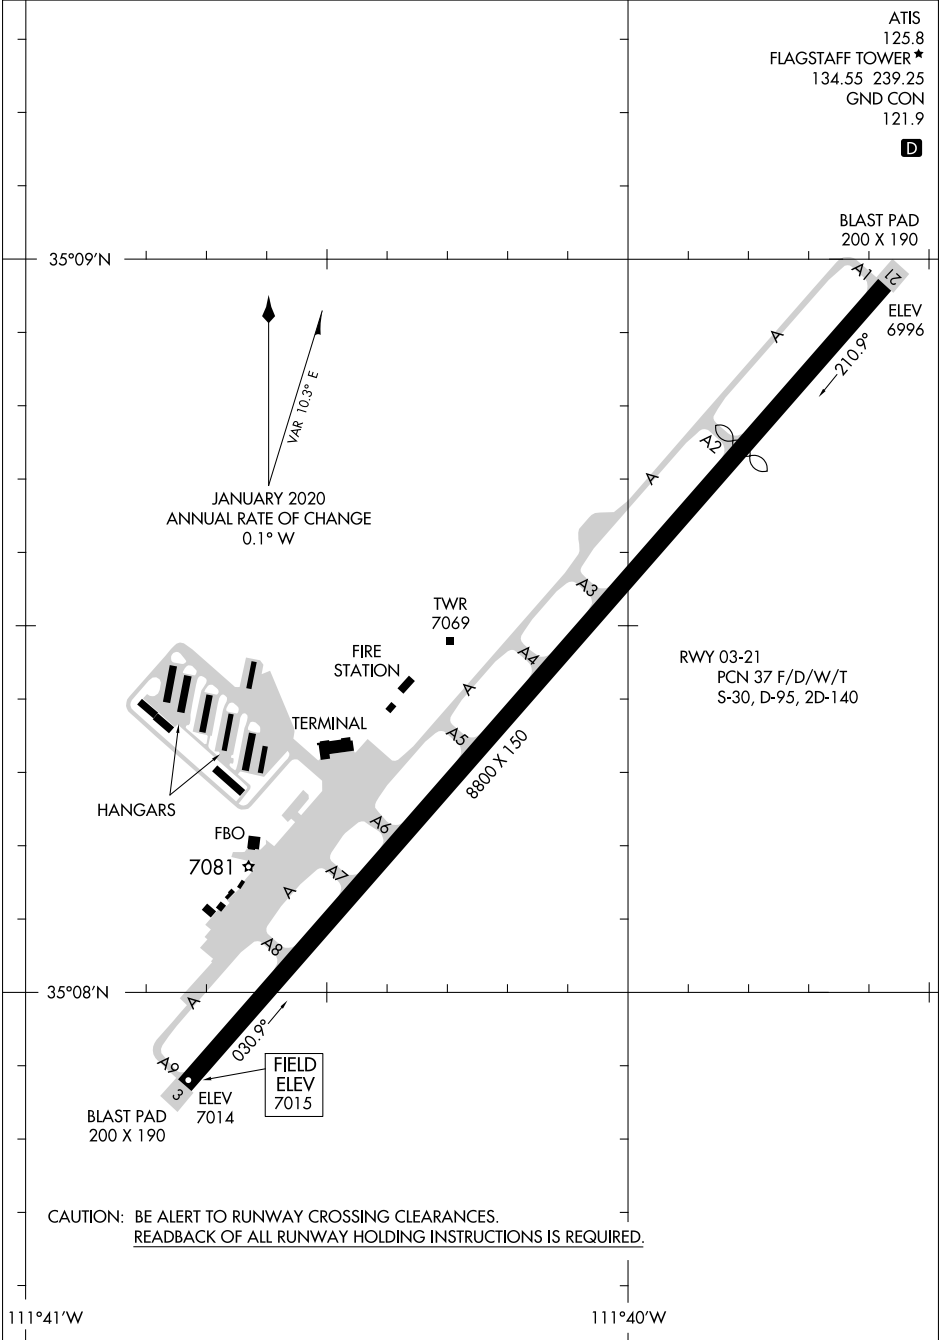 ATIS
125.8
FLAGSTAFF TOWER★
134.55 239.25
GND CON
121.9
D
BLAST PAD
200 X 190
35°09'N
A1
21
ELEV
6996
A
210.9°
VAR 10.3° E
A2
A
JANUARY 2020
ANNUAL RATE OF CHANGE
0.1° W
A3
TWR
7069
FIRE
STATION
A4
RWY 03-21
PCN 37 F/D/W/T
S-30, D-95, 2D-140
A
TERMINAL
A5
8800 X 150
HANGARS
FBO
A6
7081
A7
A
A8
35°08'N
A
030.9°
A9
FIELD
ELEV
7015
3
ELEV
7014
BLAST PAD
200 X 190
CAUTION: BE ALERT TO RUNWAY CROSSING CLEARANCES.
READBACK OF ALL RUNWAY HOLDING INSTRUCTIONS IS REQUIRED.
111°41'W
111°40'W